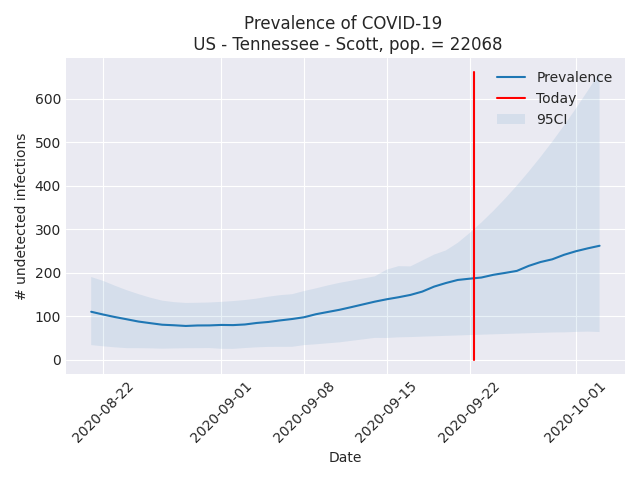 Prevalence of COVID-19
US - Tennessee - Scott, pop. = 22068
Prevalence
Today
95CI
# undetected infections
600
500
400
300
200
100
0
2020-08-22
2020-09-01
2020-09-08
2020-09-15
2020-09-22
2020-10-01
Date